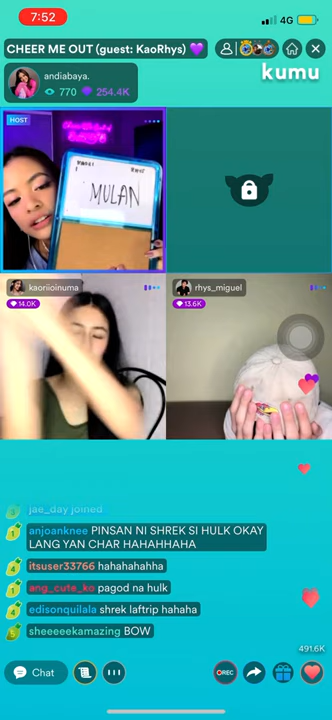 7:52
4G
CHEER ME OUT (guest: KaoRhys) 💜
andiabaya.
770 254.4K
kumu
HOST
MULAN
kaoriioinuma
14.0K
rhys_miguel
13.6K
jae_day joined
anjoanknee PINSAN NI SHREK SI HULK OKAY
LANG YAN CHAR HAHAHHAHA
itsuser33766 hahahahahha
ang_cute_ko pagod na hulk
edisonquilala shrek laftrip hahaha
sheeeeekamazing BOW
491.6K
Chat
REC